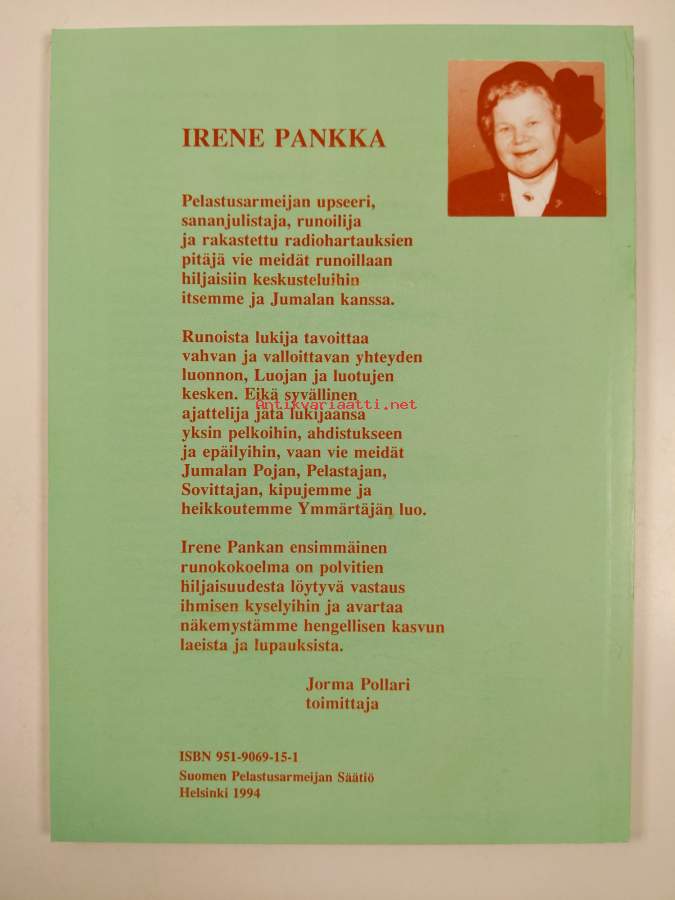 IRENE PANKKA
Pelastusarmeijan upseeri,
sananjulistaja, runoilija
ja rakastettu radiohartauksien
pitäjä vie meidät runoillaan
hiljaisiin keskusteluihin
itsemme ja Jumalan kanssa.
Runoista lukija tavoittaa
vahvan ja valloittavan yhteyden
luonnon, Luojan ja luotujen
kesken. Eikä syvällinen
Antikvariaatti.net
ajattelija jätä lukijaansa
yksin pelkoihin, ahdistukseen
ja epäilyihin, vaan vie meidät
Jumalan Pojan, Pelastajan,
Sovittajan, kipujemme ja
heikkoutemme Ymmärtäjän luo.
Irene Pankan ensimmäinen
runokokoelma on polvitien
hiljaisuudesta löytyvä vastaus
ihmisen kyselyihin ja avartaa
näkemystämme hengellisen kasvun
laeista ja lupauksista.
Jorma Pollari
toimittaja
ISBN 951-9069-15-1
Suomen Pelastusarmeijan Säätiö
Helsinki 1994